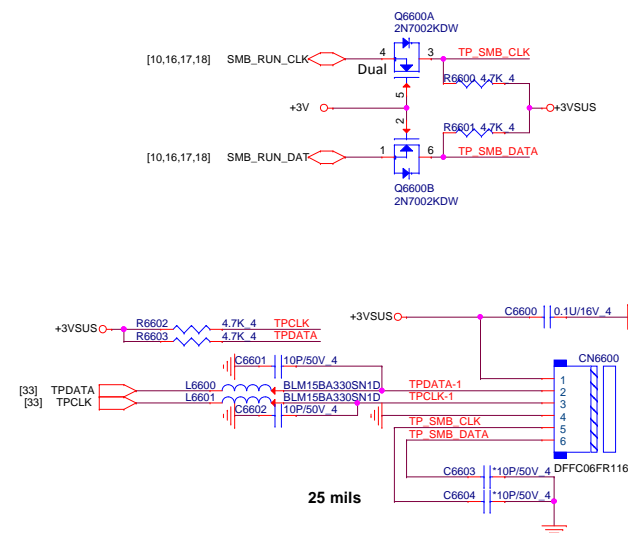 Q6600A
2N7002KDW
[10,16,17,18] SMB_RUN_CLK 4 3 TP_SMB_CLK
Dual
R6600 4.7K_4
5
+3V +3VSUS
2
R6601 4.7K_4
[10,16,17,18] SMB_RUN_DAT 1 6 TP_SMB_DATA
Q6600B
2N7002KDW
+3VSUS C6600 0.1U/16V_4
+3VSUS R6602 4.7K_4 TPCLK
R6603 4.7K_4 TPDATA
C6601 10P/50V_4 CN6600
[33] TPDATA L6600 BLM15BA330SN1D TPDATA-1
[33] TPCLK L6601 BLM15BA330SN1D TPCLK-1
C6602 10P/50V_4
TP_SMB_CLK
TP_SMB_DATA
1
2
3
4
5
6
DFFC06FR116
C6603 *10P/50V_4
C6604 *10P/50V_4
25 mils